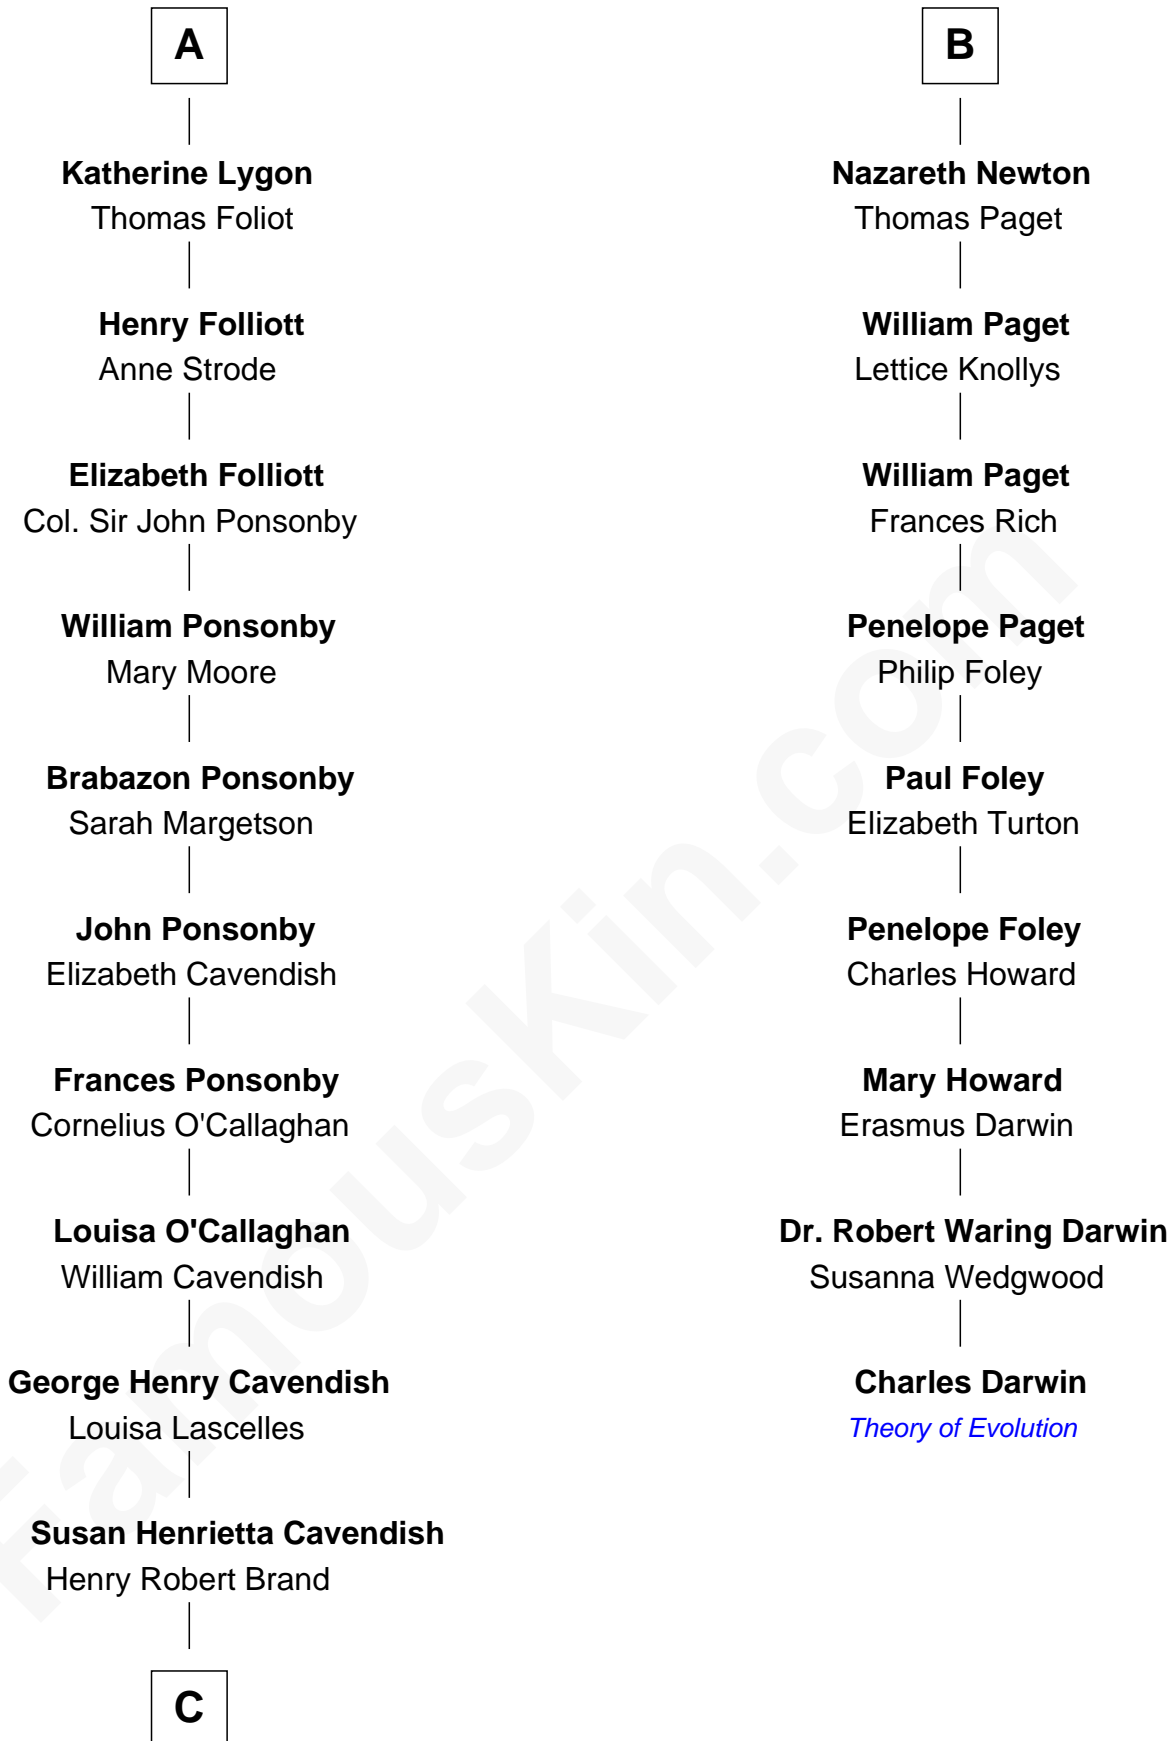 A
Katherine Lygon
Thomas Foliot
Henry Folliott
Anne Strode
Elizabeth Folliott
Col. Sir John Ponsonby
William Ponsonby
Mary Moore
Brabazon Ponsonby
Sarah Margetson
John Ponsonby
Elizabeth Cavendish
Frances Ponsonby
Cornelius O'Callaghan
Louisa O'Callaghan
William Cavendish
George Henry Cavendish
Louisa Lascelles
Susan Henrietta Cavendish
Henry Robert Brand
C
B
Nazareth Newton
Thomas Paget
William Paget
Lettice Knollys
William Paget
Frances Rich
Penelope Paget
Philip Foley
Paul Foley
Elizabeth Turton
Penelope Foley
Charles Howard
Mary Howard
Erasmus Darwin
Dr. Robert Waring Darwin
Susanna Wedgwood
Charles Darwin
Theory of Evolution
FamousKin.com